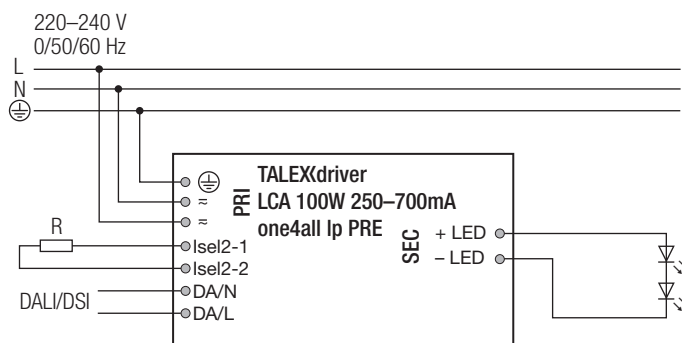 220–240 V
0/50/60 Hz
L
N
TALEXXdriver
LCA 100W 250–700mA
one4all lp PRE
PRI
SEC
≈
≈
R
Isel2-1
Isel2-2
DALI/DSI
DA/N
DA/L
+ LED
– LED